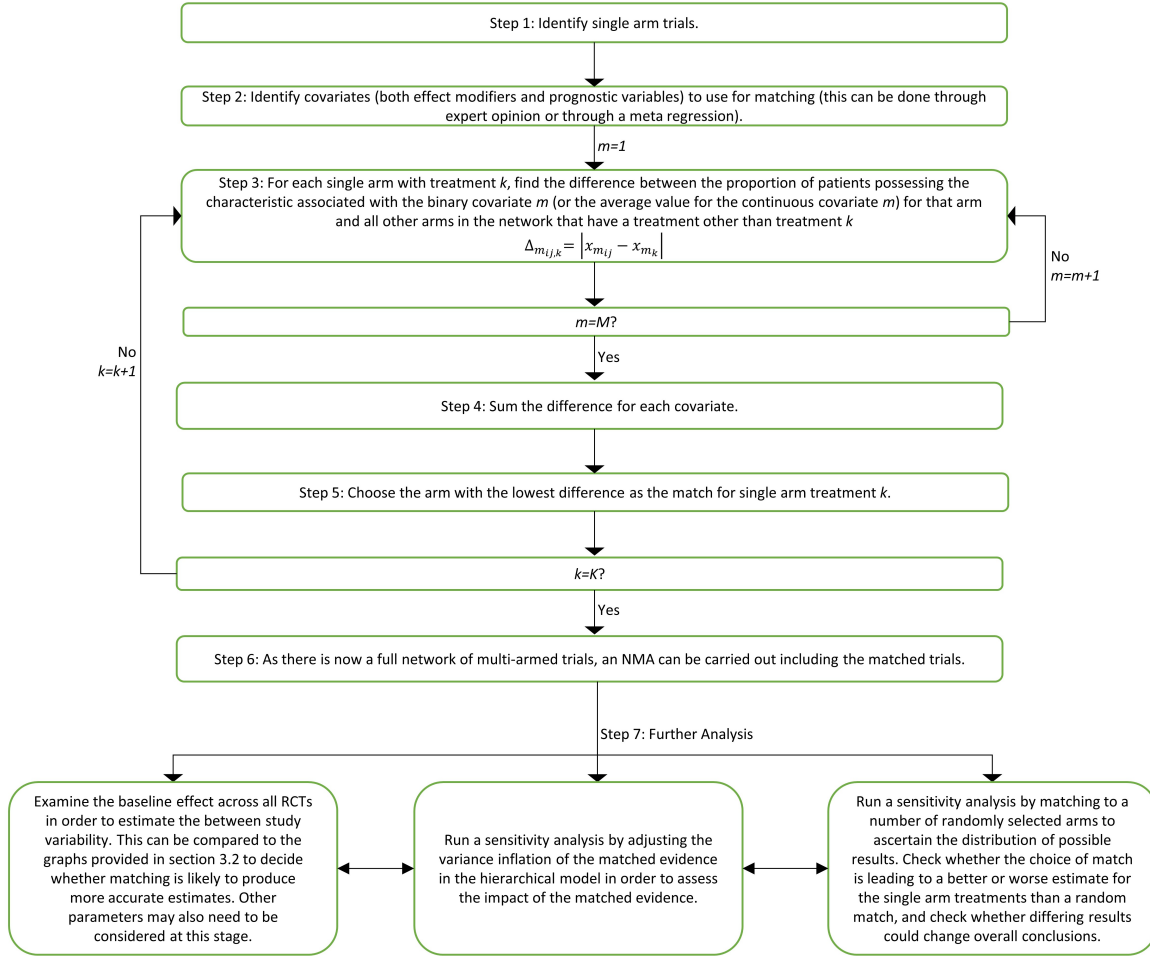 Step 1: Identify single arm trials.
Step 2: Identify covariates (both effect modifiers and prognostic variables) to use for matching (this can be done through
expert opinion or through a meta regression).
m=1
Step 3: For each single arm with treatment k, find the difference between the proportion of patients possessing the
characteristic associated with the binary covariate m (or the average value for the continuous covariate m) for that arm
and all other arms in the network that have a treatment other than treatment k
Δ_{m_{ij,k}} = |x_{m_{ij}} − x_{m_k}|
No
m=m+1
m=M?
Yes
No
k=k+1
Step 4: Sum the difference for each covariate.
Step 5: Choose the arm with the lowest difference as the match for single arm treatment k.
k=K?
Yes
Step 6: As there is now a full network of multi-armed trials, an NMA can be carried out including the matched trials.
Step 7: Further Analysis
Examine the baseline effect across all RCTs
in order to estimate the between study
variability. This can be compared to the
graphs provided in section 3.2 to decide
whether matching is likely to produce
more accurate estimates. Other
parameters may also need to be
considered at this stage.
Run a sensitivity analysis by adjusting the
variance inflation of the matched evidence
in the hierarchical model in order to assess
the impact of the matched evidence.
Run a sensitivity analysis by matching to a
number of randomly selected arms to
ascertain the distribution of possible
results. Check whether the choice of match
is leading to a better or worse estimate for
the single arm treatments than a random
match, and check whether differing results
could change overall conclusions.